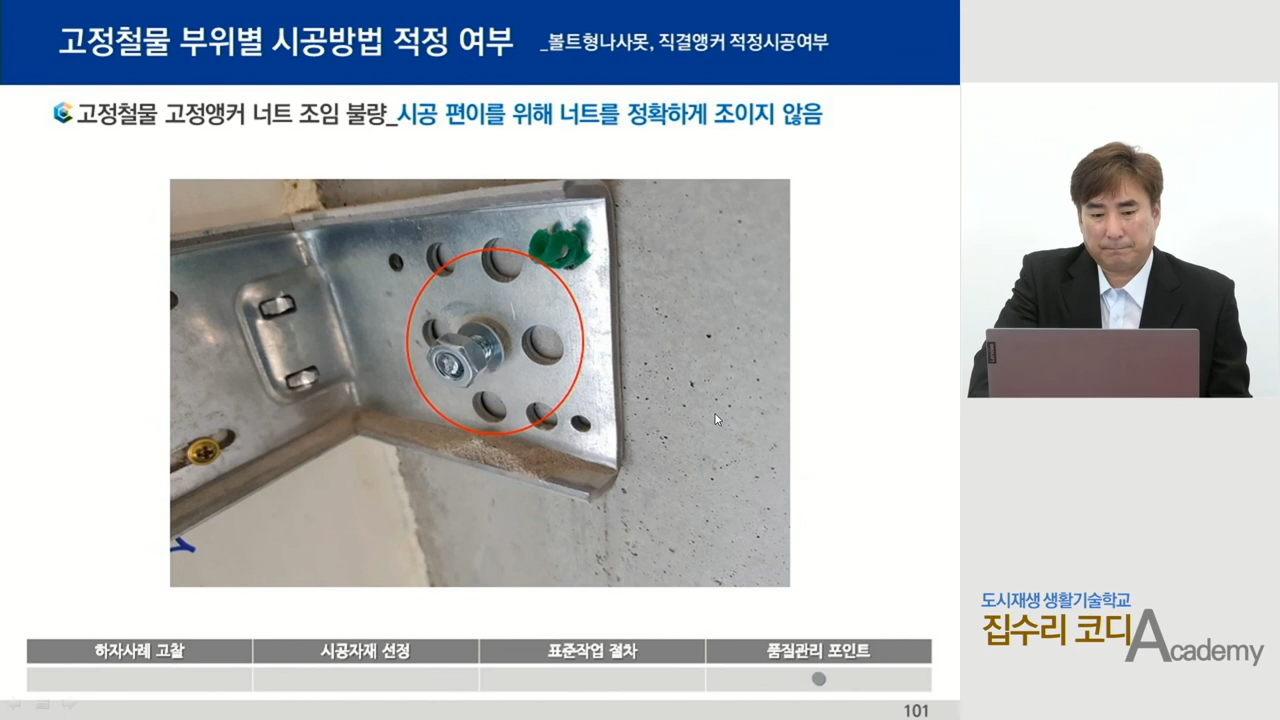 고정철물 부위별 시공방법 적정 여부 _볼트형나사못, 직결앵커 적정시공여부
고정철물 고정앵커 너트 조임 불량_시공 편이를 위해 너트를 정확하게 조이지 않음
Lenovo
도시재생 생활기술학교
집수리 코디Academy
하자사례 고찰
시공자재 선정
표준작업 절차
품질관리 포인트
101